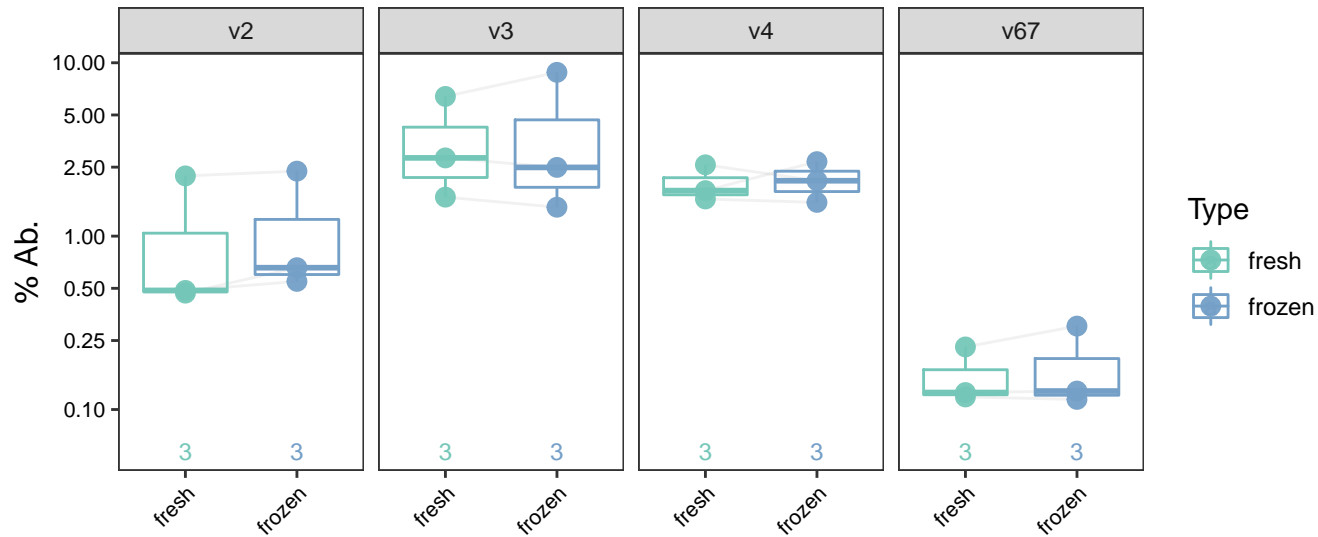 v2 v3 v4 v67
% Ab.
10.00
5.00
2.50
1.00
0.50
0.25
0.10
3 3 3 3 3 3 3 3
fresh frozen fresh frozen fresh frozen fresh frozen
Type
fresh
frozen